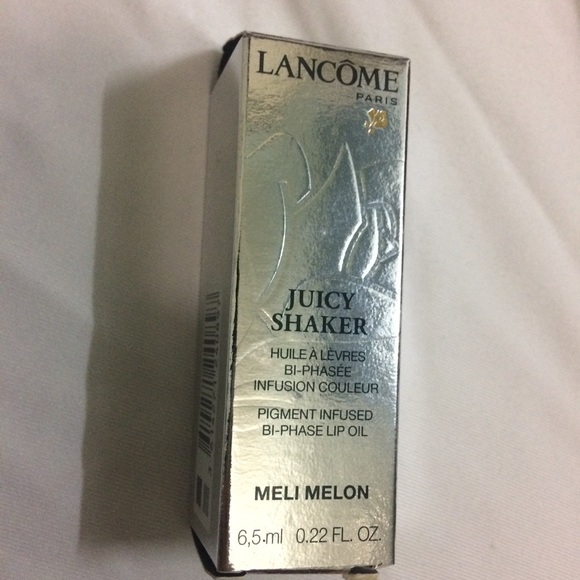 LANCÔME
PARIS
JUICY
SHAKER
HUILE À LÈVRES
BI-PHASÉE
INFUSION COULEUR
PIGMENT INFUSED
BI-PHASE LIP OIL
MELI MELON
6,5·ml 0.22 FL. OZ.